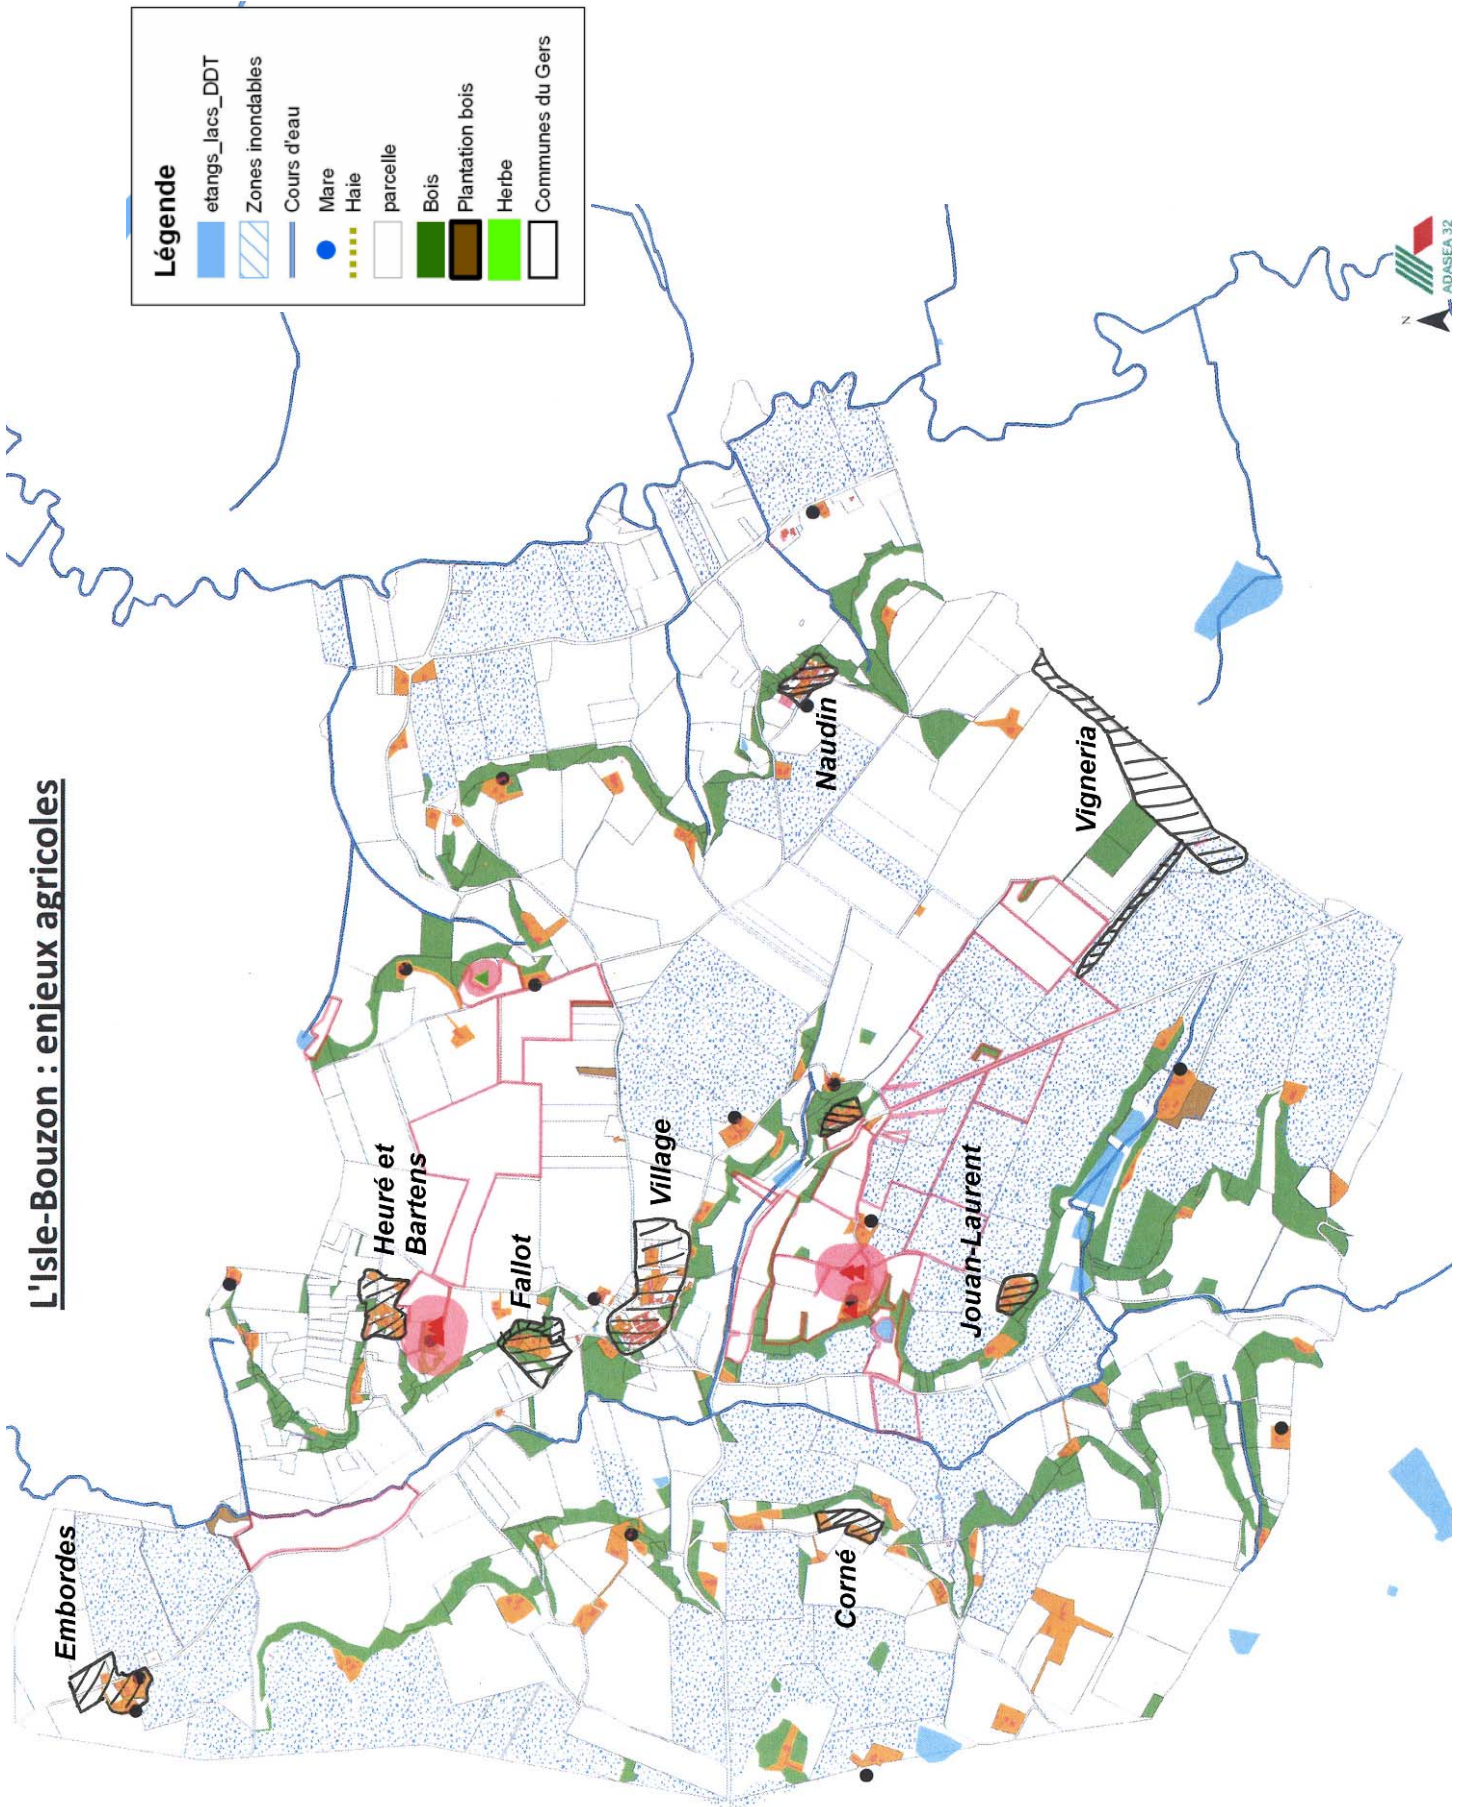 L'Isle-Bouzon : enjeux agricoles
Légende
etangs_lacs_DDT
Zones inondables
Cours d'eau
Mare
Haie
parcelle
Bois
Plantation bois
Herbe
Communes du Gers
Embordes
Heuré et
Bartens
Fallot
Village
Naudin
Vigneria
Jouan-Laurent
Corné
N
ADASEA 32